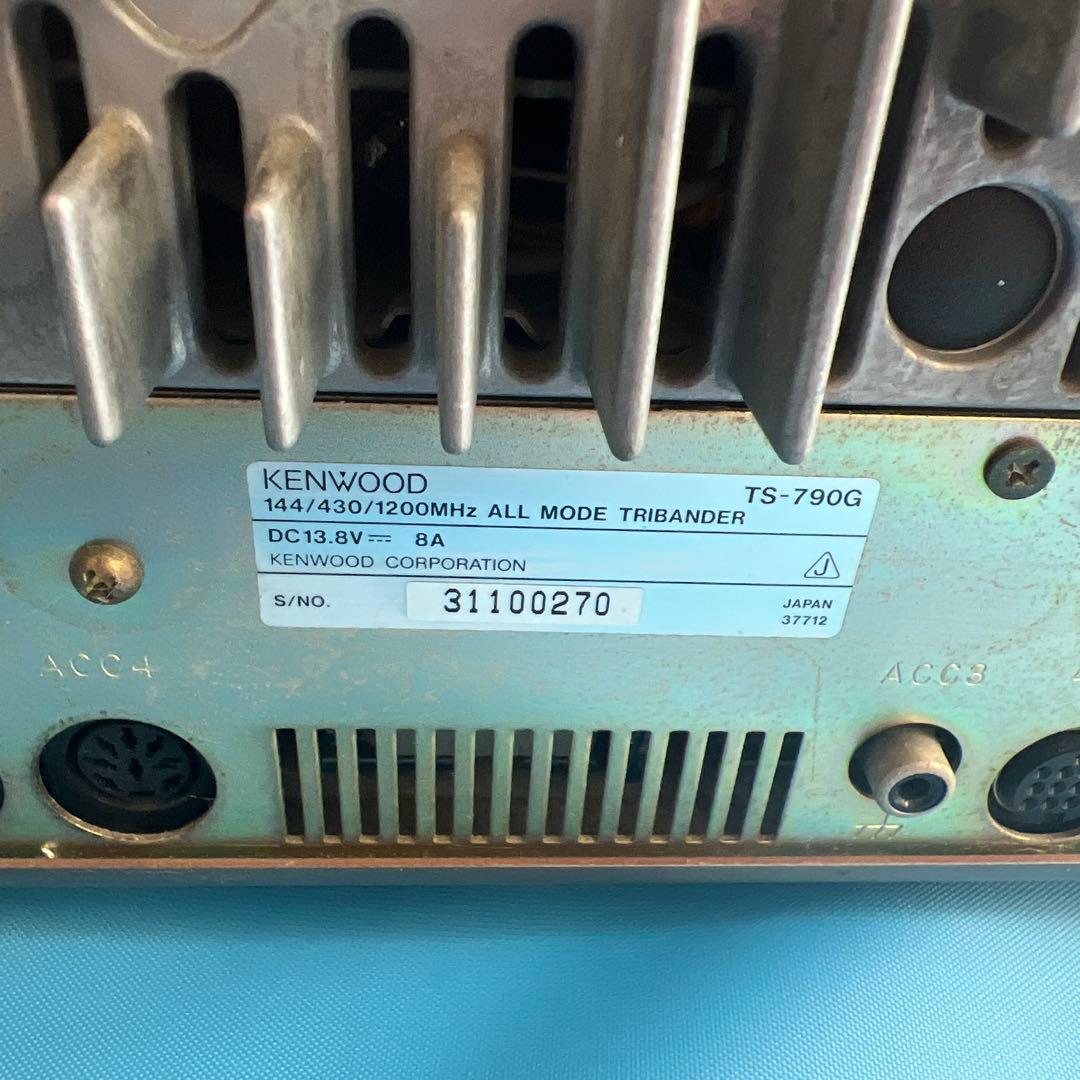 KENWOOD TS-790G
144/430/1200MHz ALL MODE TRIBANDER
DC13.8V⎓ 8A
KENWOOD CORPORATION J
S/NO. 31100270 JAPAN
37712
ACC4 ACC3